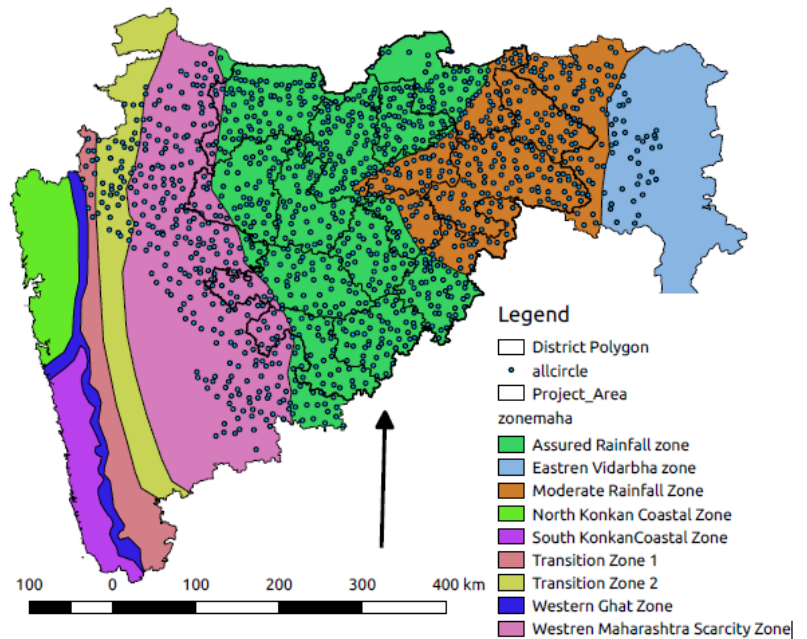 Legend
District Polygon
allcircle
Project_Area
zonemaha
Assured Rainfall zone
Eastren Vidarbha zone
Moderate Rainfall Zone
North Konkan Coastal Zone
South KonkanCoastal Zone
Transition Zone 1
Transition Zone 2
Western Ghat Zone
Westren Maharashtra Scarcity Zone
100 0 100 200 300 400 km